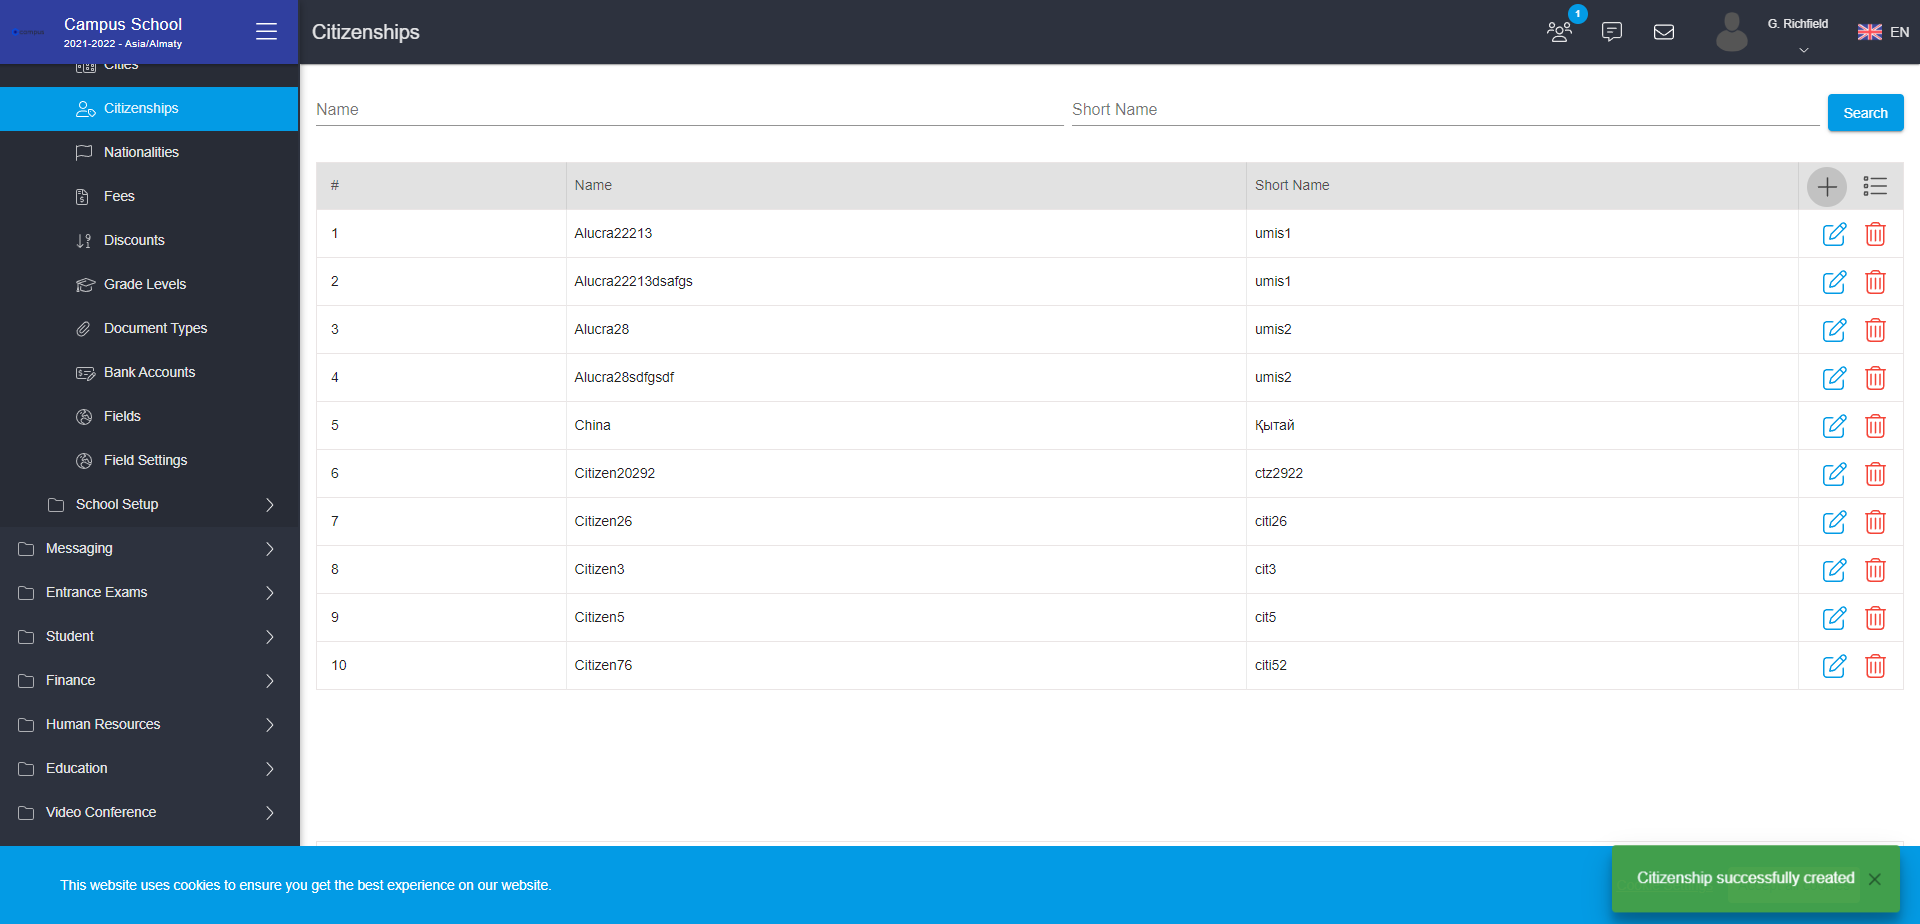 Campus School
2021-2022 - Asia/Almaty
Citizenships
1
G. Richfield
EN
Cities
Citizenships
Nationalities
Fees
Discounts
Grade Levels
Document Types
Bank Accounts
Fields
Field Settings
School Setup
Messaging
Entrance Exams
Student
Finance
Human Resources
Education
Video Conference
Name Short Name Search
# Name Short Name
1 Alucra22213 umis1
2 Alucra22213dsafgs umis1
3 Alucra28 umis2
4 Alucra28sdfgsdf umis2
5 China Қытай
6 Citizen20292 ctz2922
7 Citizen26 citi26
8 Citizen3 cit3
9 Citizen5 cit5
10 Citizen76 citi52
This website uses cookies to ensure you get the best experience on our website.
Citizenship successfully created